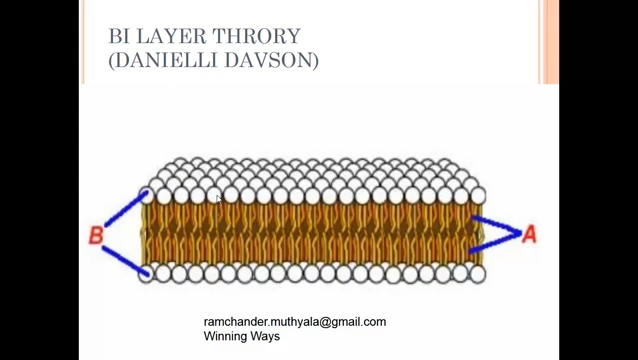 BI LAYER THRORY
(DANIELLI DAVSON)
B
A
ramchander.muthyala@gmail.com
Winning Ways